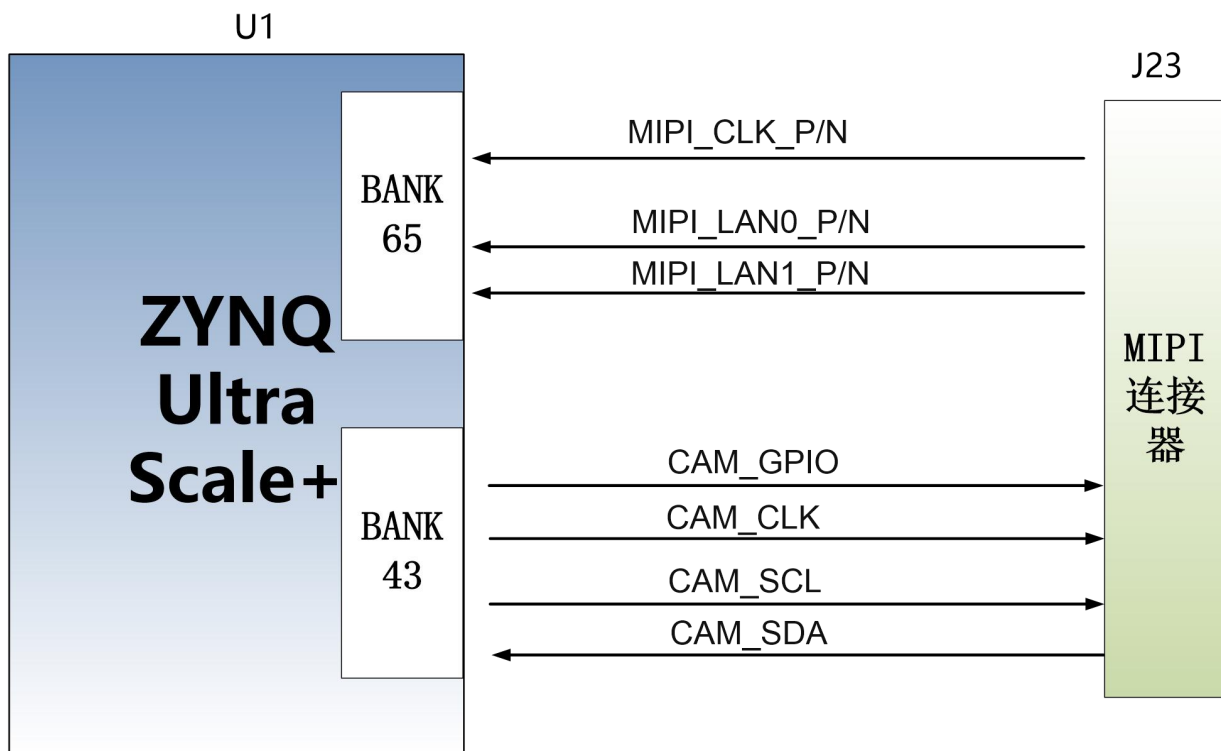 U1
J23
MIPI_CLK_P/N
BANK
65
MIPI_LAN0_P/N
MIPI_LAN1_P/N
ZYNQ
Ultra
Scale+
MIPI
连接
器
BANK
43
CAM_GPIO
CAM_CLK
CAM_SCL
CAM_SDA